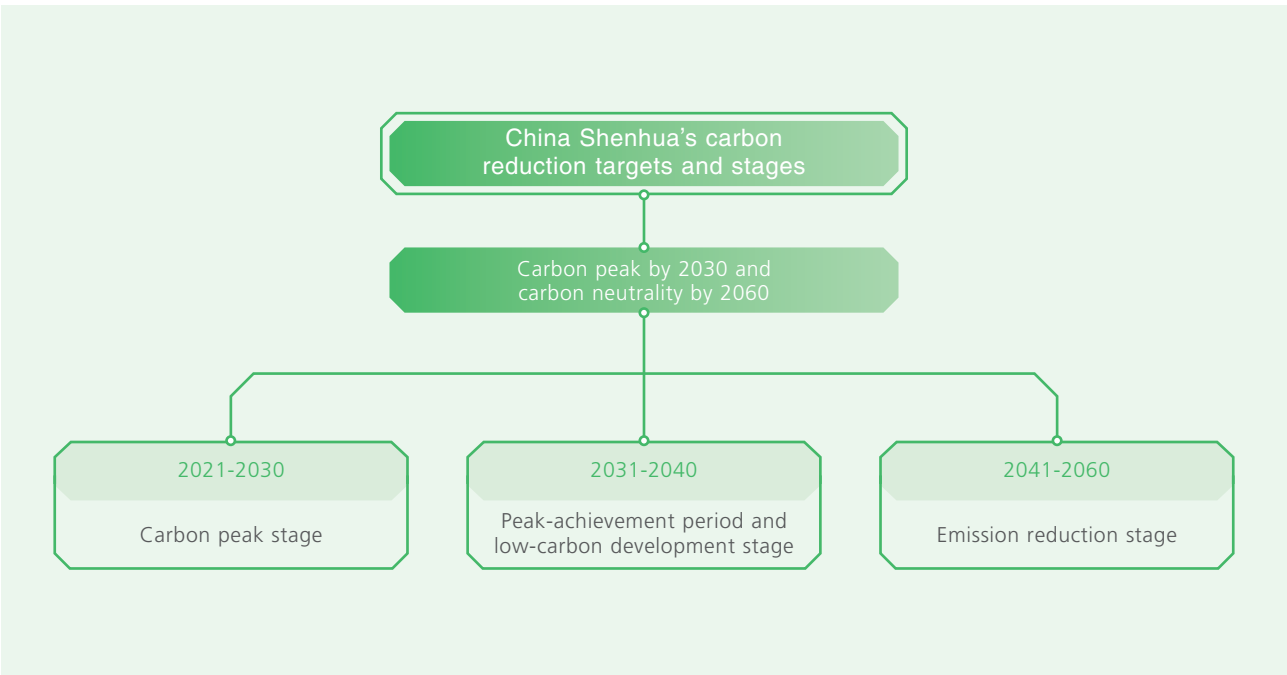 China Shenhua’s carbon
reduction targets and stages
Carbon peak by 2030 and
carbon neutrality by 2060
2021-2030
Carbon peak stage
2031-2040
Peak-achievement period and
low-carbon development stage
2041-2060
Emission reduction stage